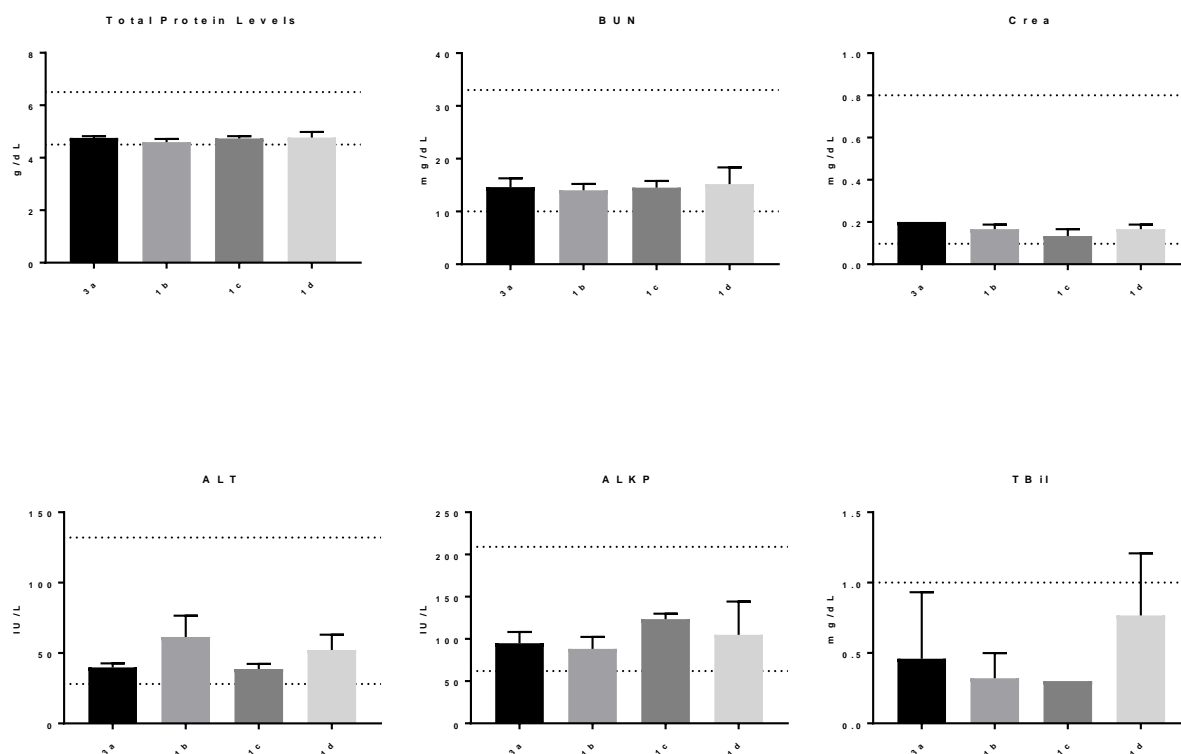 Total Protein Levels
g/dL
8
6
4
2
0
3a
1b
1c
1d
BUN
mg/dL
40
30
20
10
0
3a
1b
1c
1d
Crea
mg/dL
1.0
0.8
0.6
0.4
0.2
0.0
3a
1b
1c
1d
ALT
IU/L
150
100
50
0
3a
1b
1c
1d
ALKP
IU/L
250
200
150
100
50
0
3a
1b
1c
1d
TBil
mg/dL
1.5
1.0
0.5
0.0
3a
1b
1c
1d